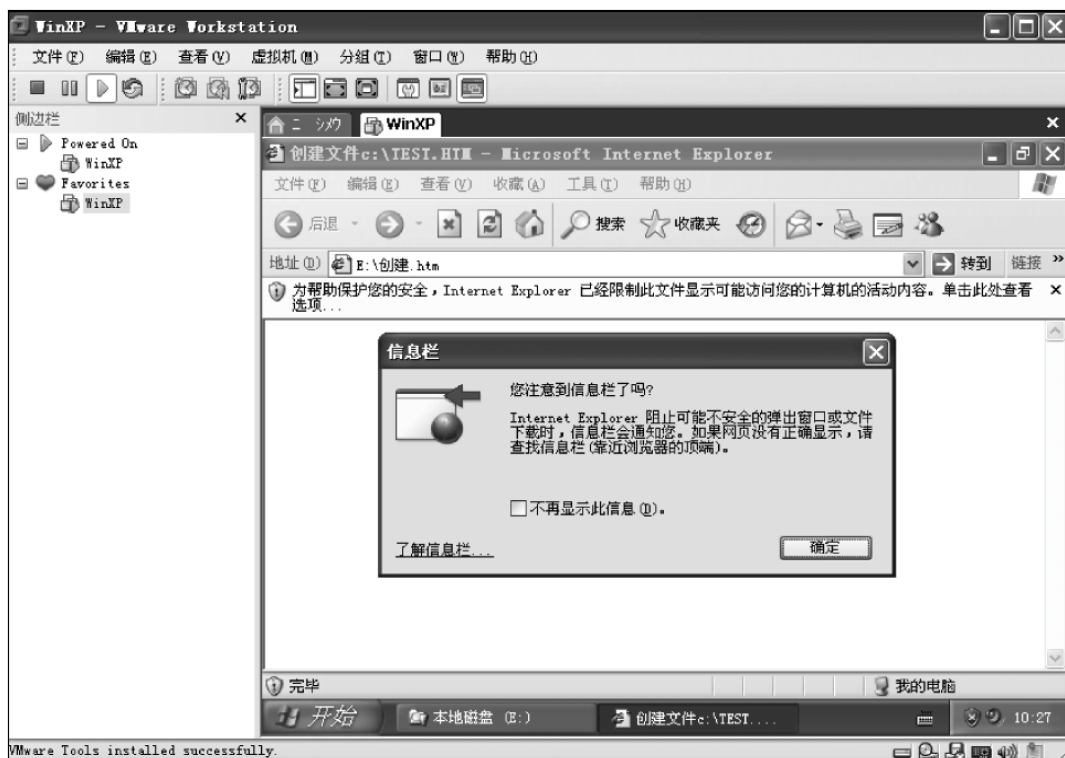 WinXP - VMware Workstation
文件(F) 编辑(E) 查看(V) 虚拟机(M) 分组(T) 窗口(W) 帮助(H)
侧边栏
Powered On
WinXP
Favorites
WinXP
WinXP
创建文件c:\TEST.HTM - Microsoft Internet Explorer
文件(F) 编辑(E) 查看(V) 收藏(A) 工具(T) 帮助(H)
后退 搜索 收藏夹
地址(D) E:\创建.htm 转到 链接 »
为帮助保护您的安全，Internet Explorer 已经限制此文件显示可能访问您的计算机的活动内容。单击此处查看
选项...
信息栏
您注意到信息栏了吗?
Internet Explorer 阻止可能不安全的弹出窗口或文件
下载时，信息栏会通知您。如果网页没有正确显示，请
查找信息栏(靠近浏览器的顶端)。
不再显示此信息(D)。
了解信息栏...
确定
完毕 我的电脑
开始 本地磁盘 (E:) 创建文件c:\TEST.... 10:27
VMware Tools installed successfully.